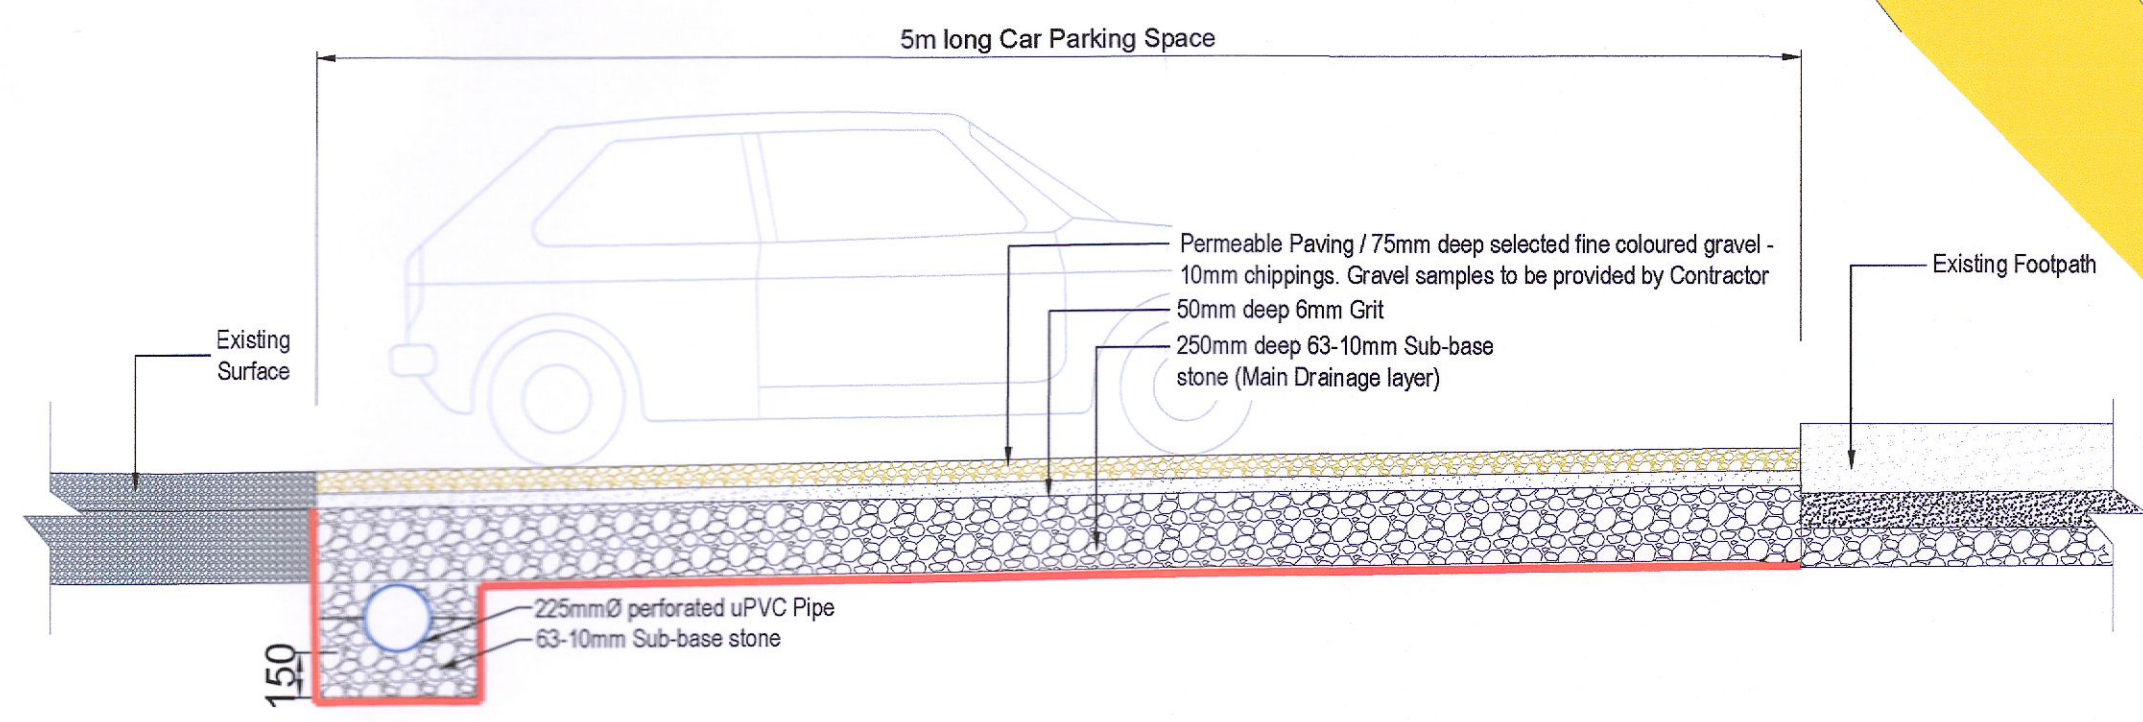 5m long Car Parking Space
Permeable Paving / 75mm deep selected fine coloured gravel -
10mm chippings. Gravel samples to be provided by Contractor
50mm deep 6mm Grit
250mm deep 63-10mm Sub-base
stone (Main Drainage layer)
Existing Footpath
Existing
Surface
225mmØ perforated uPVC Pipe
63-10mm Sub-base stone
150